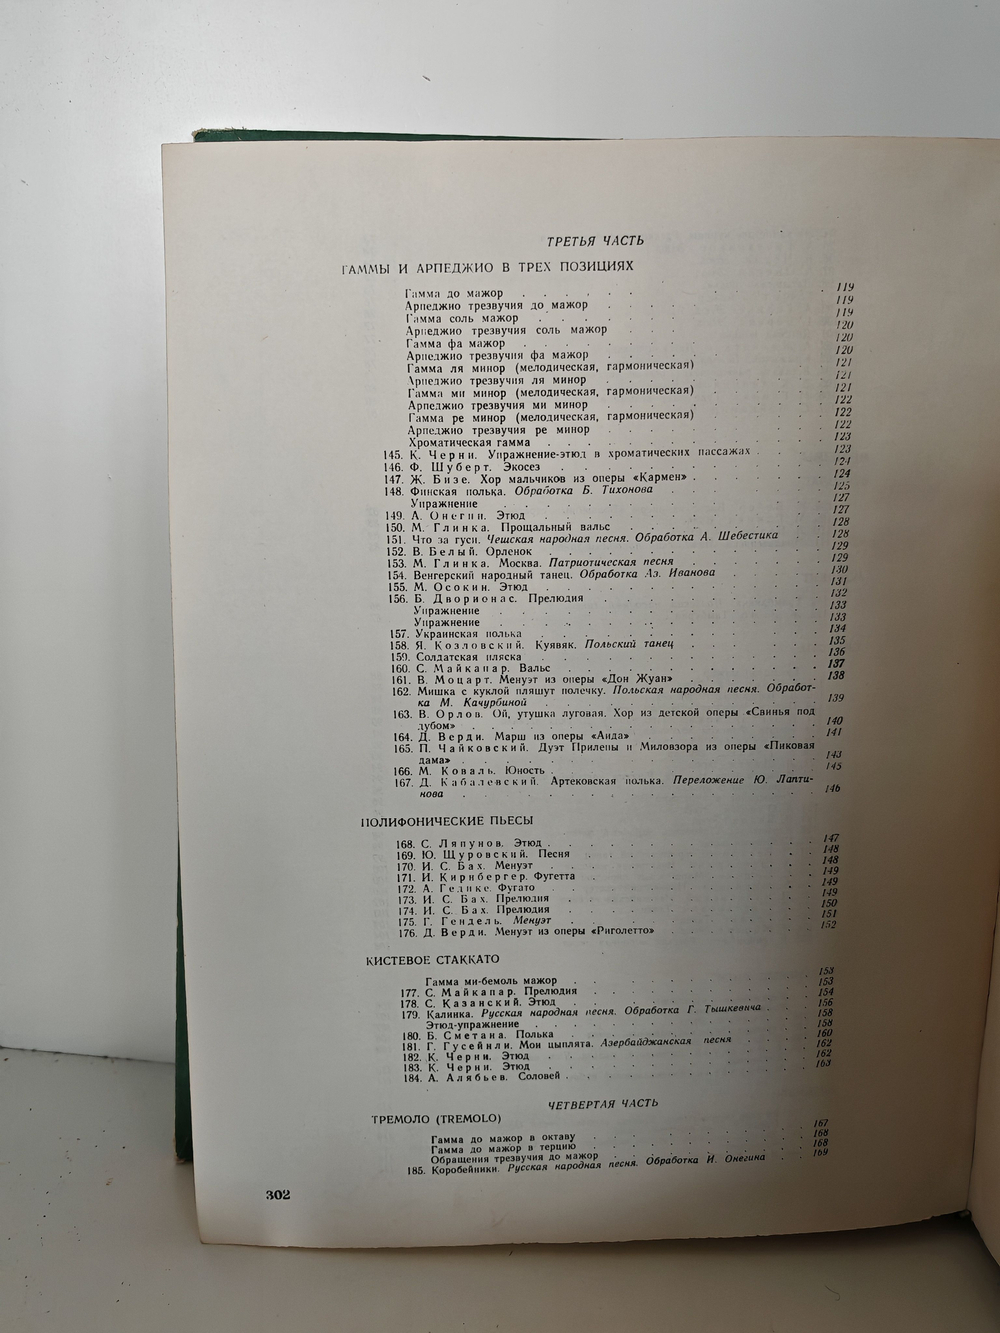 ТРЕТЬЯ ЧАСТЬ
ГАММЫ И АРПЕДЖИО В ТРЕХ ПОЗИЦИЯХ
Гамма до мажор 119
Арпеджио трезвучия до мажор 119
Гамма соль мажор 119
Арпеджио трезвучия соль мажор 120
Гамма фа мажор 120
Арпеджио трезвучия фа мажор 120
Гамма ля минор (мелодическая, гармоническая) 121
Арпеджио трезвучия ля минор 121
Гамма ми минор (мелодическая, гармоническая) 121
Арпеджио трезвучия ми минор 122
Гамма ре минор (мелодическая, гармоническая) 122
Арпеджио трезвучия ре минор 122
Хроматическая гамма 123
145. К. Черни. Упражнение-этюд в хроматических пассажах 123
146. Ф. Шуберт. Экосез 124
147. Ж. Бизе. Хор мальчиков из оперы «Кармен» 124
148. Финская полька. Обработка Б. Тихонова 125
Упражнение 127
149. А. Онегин. Этюд 127
150. М. Глинка. Прощальный вальс 128
151. Что за гуси. Чешская народная песня. Обработка А. Шебестика 128
152. В. Белый. Орленок 129
153. М. Глинка. Москва. Патриотическая песня 129
154. Венгерский народный танец. Обработка Аз. Иванова 130
155. М. Осокин. Этюд 131
156. Б. Дворионас. Прелюдия 132
Упражнение 133
Упражнение 133
157. Украинская полька 134
158. Я. Козловский. Куявяк. Польский танец 135
159. Солдатская пляска 136
160. С. Майкапар. Вальс 137
161. В. Моцарт. Менуэт из оперы «Дон Жуан» 138
162. Мишка с куклой пляшут полечку. Польская народная песня. Обработ-
ка М. Качурбиной 139
163. В. Орлов. Ой, утушка луговая. Хор из детской оперы «Свинья под
дубом» 140
164. Д. Верди. Марш из оперы «Аида» 141
165. П. Чайковский. Дуэт Прилепы и Миловзора из оперы «Пиковая
дама» 143
166. М. Коваль. Юность 145
167. Д. Кабалевский. Артековская полька. Переложение Ю. Лапти-
нова 146
ПОЛИФОНИЧЕСКИЕ ПЬЕСЫ
168. С. Ляпунов. Этюд 147
169. Ю. Щуровский. Песня 148
170. И. С. Бах. Менуэт 148
171. И. Кирнбергер. Фугетта 149
172. А. Гедике. Фугато 149
173. И. С. Бах. Прелюдия 149
174. И. С. Бах. Прелюдия 150
175. Г. Гендель. Менуэт 151
176. Д. Верди. Менуэт из оперы «Риголетто» 152
КИСТЕВОЕ СТАККАТО
Гамма ми-бемоль мажор 153
177. С. Майкапар. Прелюдия 153
178. С. Казанский. Этюд 154
179. Калинка. Русская народная песня. Обработка Г. Тышкевича 156
Этюд-упражнение 158
180. Б. Сметана. Полька 158
181. Г. Гусейнли. Мои цыплята. Азербайджанская песня 160
182. К. Черни. Этюд 162
183. К. Черни. Этюд 162
184. А. Алябьев. Соловей 163
ЧЕТВЕРТАЯ ЧАСТЬ
ТРЕМОЛО (TREMOLO)
Гамма до мажор в октаву 167
Гамма до мажор в терцию 168
Обращения трезвучия до мажор 168
185. Коробейники. Русская народная песня. Обработка И. Онегина 169
302